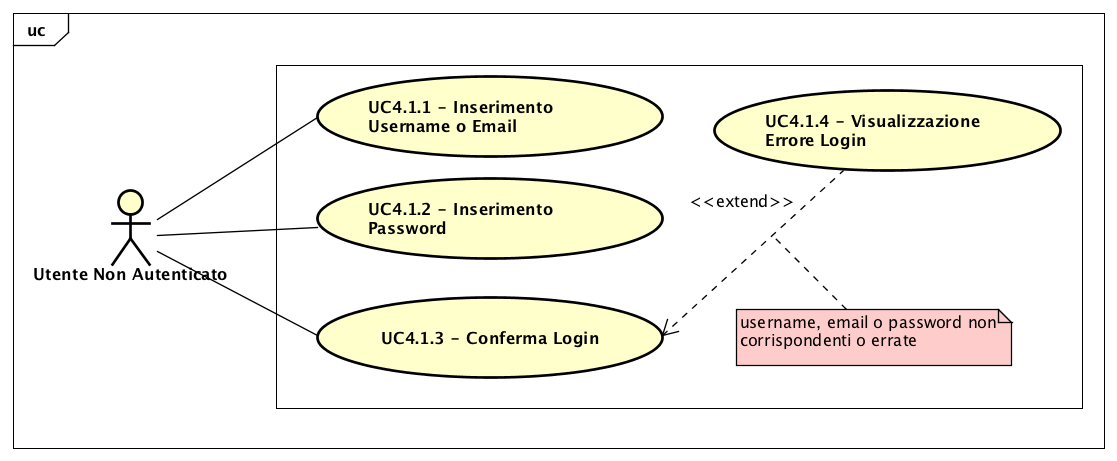 uc
UC4.1.1 – Inserimento
Username o Email
UC4.1.4 – Visualizzazione
Errore Login
<<extend>>
UC4.1.2 – Inserimento
Password
Utente Non Autenticato
UC4.1.3 – Conferma Login
username, email o password non
corrispondenti o errate